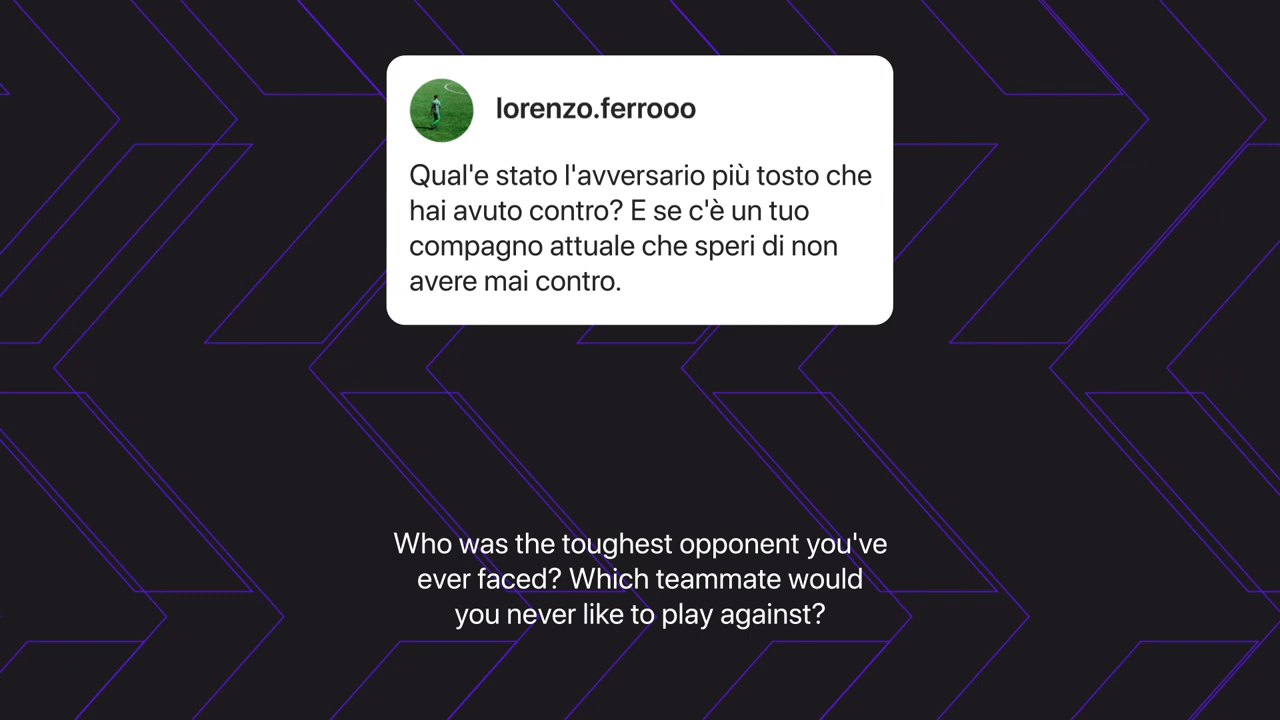 lorenzo.ferrooo
Qual'e stato l'avversario più tosto che
hai avuto contro? E se c'è un tuo
compagno attuale che speri di non
avere mai contro.
Who was the toughest opponent you've
ever faced? Which teammate would
you never like to play against?